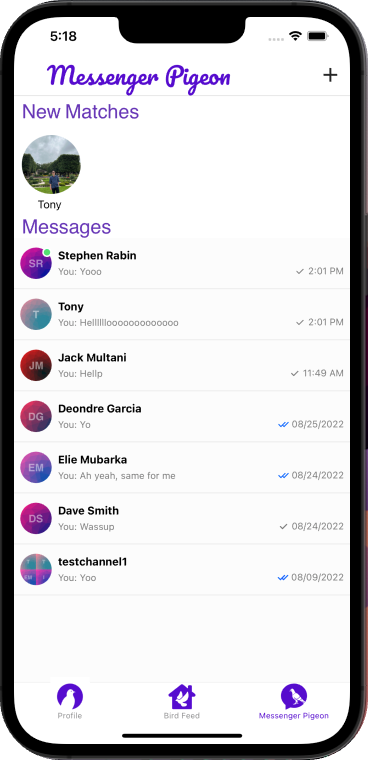 5:18
Messenger Pigeon
New Matches
Tony
Messages
SR
Stephen Rabin
You: Yooo
2:01 PM
T
Tony
You: Helllllloooooooooooooo
2:01 PM
JM
Jack Multani
You: Hellp
11:49 AM
DG
Deondre Garcia
You: Yo
08/25/2022
EM
Elie Mubarka
You: Ah yeah, same for me
08/24/2022
DS
Dave Smith
You: Wassup
08/24/2022
testchannel1
You: Yoo
08/09/2022
Profile
Bird Feed
Messenger Pigeon